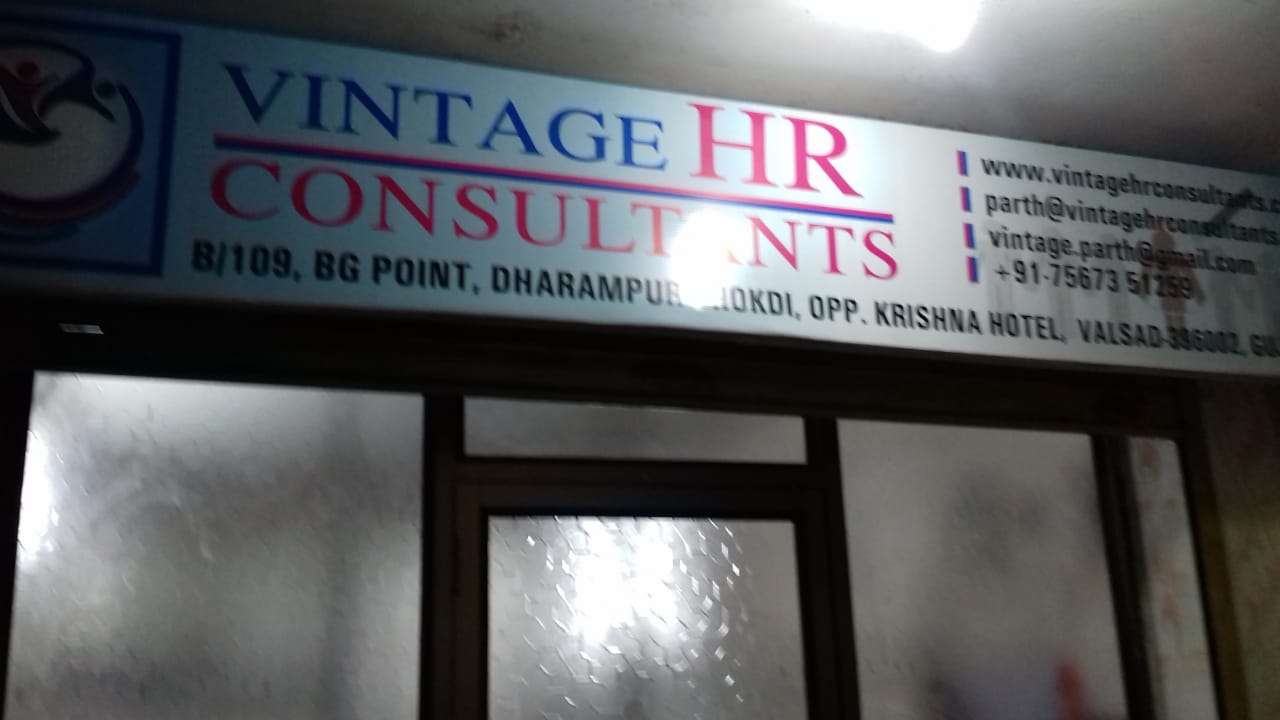 VINTAGE HR
CONSULTANTS
B/109, BG POINT, DHARAMPUR CHOKDI, OPP. KRISHNA HOTEL, VALSAD-396002,
www.vintagehrconsultants.
parth@vintagehrconsultants
vintage.parth@gmail.com
+91-75673 51259